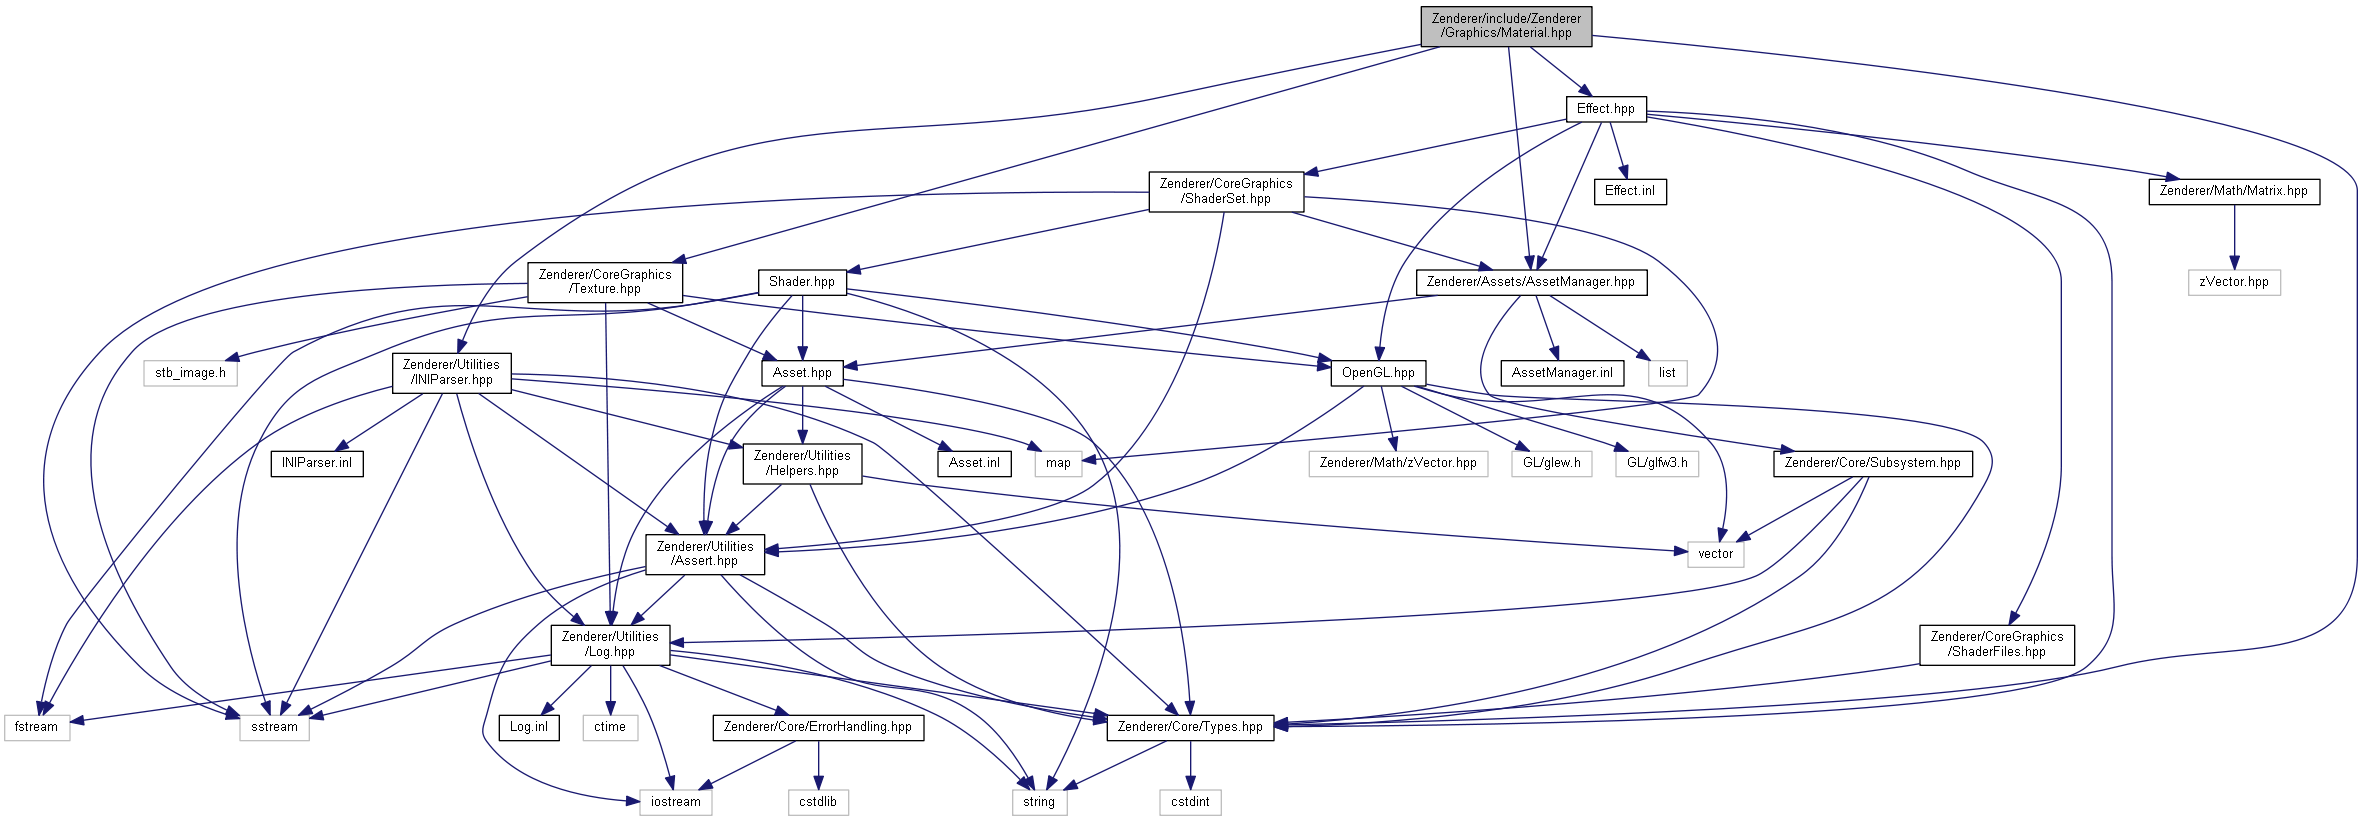 Zenderer/include/Zenderer
/Graphics/Material.hpp
Effect.hpp
Zenderer/CoreGraphics
/ShaderSet.hpp
Effect.inl
Zenderer/Math/Matrix.hpp
Zenderer/CoreGraphics
/Texture.hpp
Shader.hpp
Zenderer/Assets/AssetManager.hpp
zVector.hpp
stb_image.h
Zenderer/Utilities
/INIParser.hpp
Asset.hpp
OpenGL.hpp
AssetManager.inl
list
INIParser.inl
Zenderer/Utilities
/Helpers.hpp
Asset.inl
map
Zenderer/Math/zVector.hpp
GL/glew.h
GL/glfw3.h
Zenderer/Core/Subsystem.hpp
Zenderer/Utilities
/Assert.hpp
vector
Zenderer/Utilities
/Log.hpp
Zenderer/CoreGraphics
/ShaderFiles.hpp
fstream
sstream
Log.inl
ctime
Zenderer/Core/ErrorHandling.hpp
Zenderer/Core/Types.hpp
iostream
cstdlib
string
cstdint